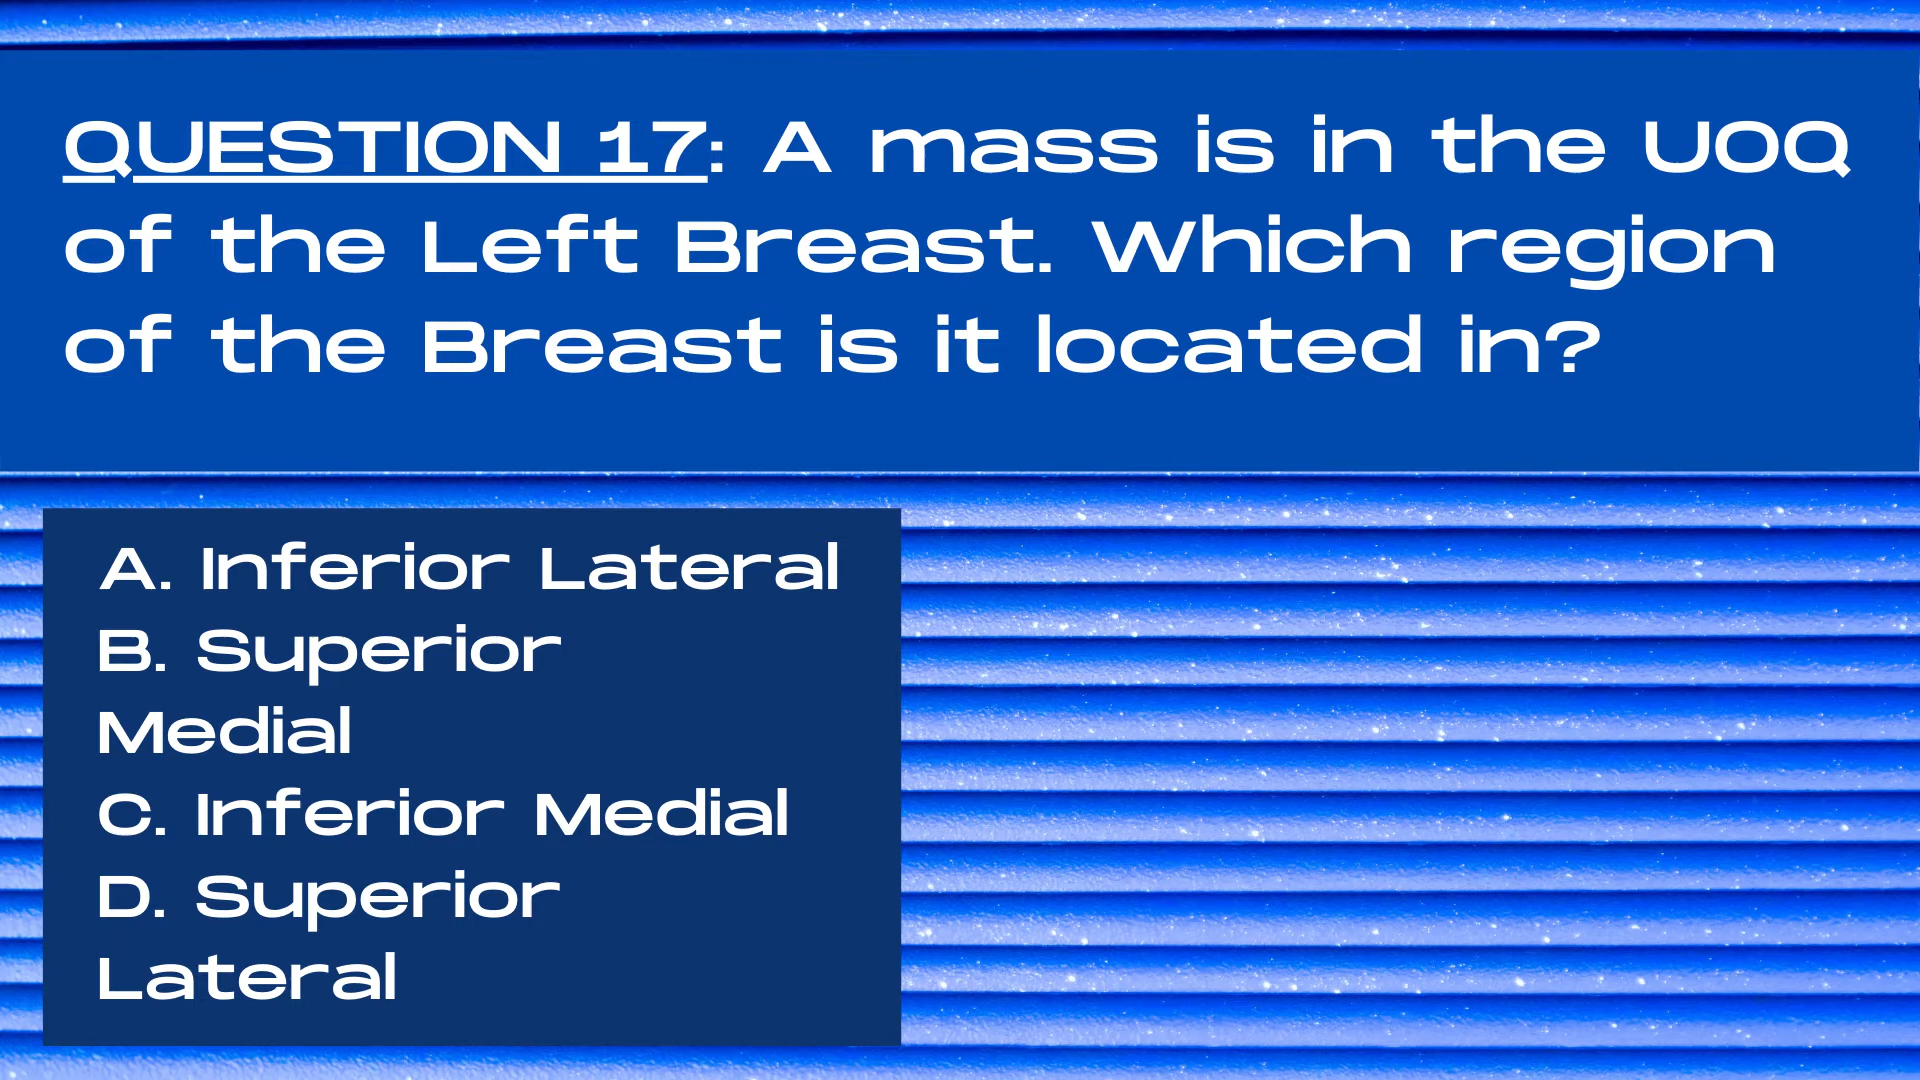 QUESTION 17: A mass is in the UOQ
of the Left Breast. Which region
of the Breast is it located in?
A. Inferior Lateral
B. Superior
Medial
C. Inferior Medial
D. Superior
Lateral